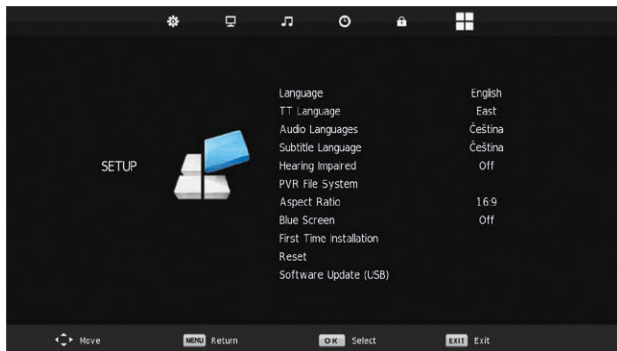 Language English
TT Language East
Audio Languages Čeština
Subtitle Language Čeština
SETUP Hearing Impaired Off
PVR File System
Aspect Ratio 16:9
Blue Screen Off
First Time Installation
Reset
Software Update (USB)
Move MENU Return OK Select EXIT Exit